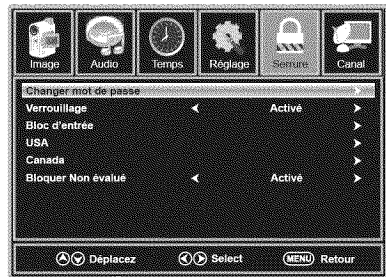 Image Audio Temps Réglage Serrure Canal
Changer mot de passe
Verrouillage Activé
Bloc d'entrée
USA
Canada
Bloquer Non évalué Activé
Déplacez Select MENU Retour